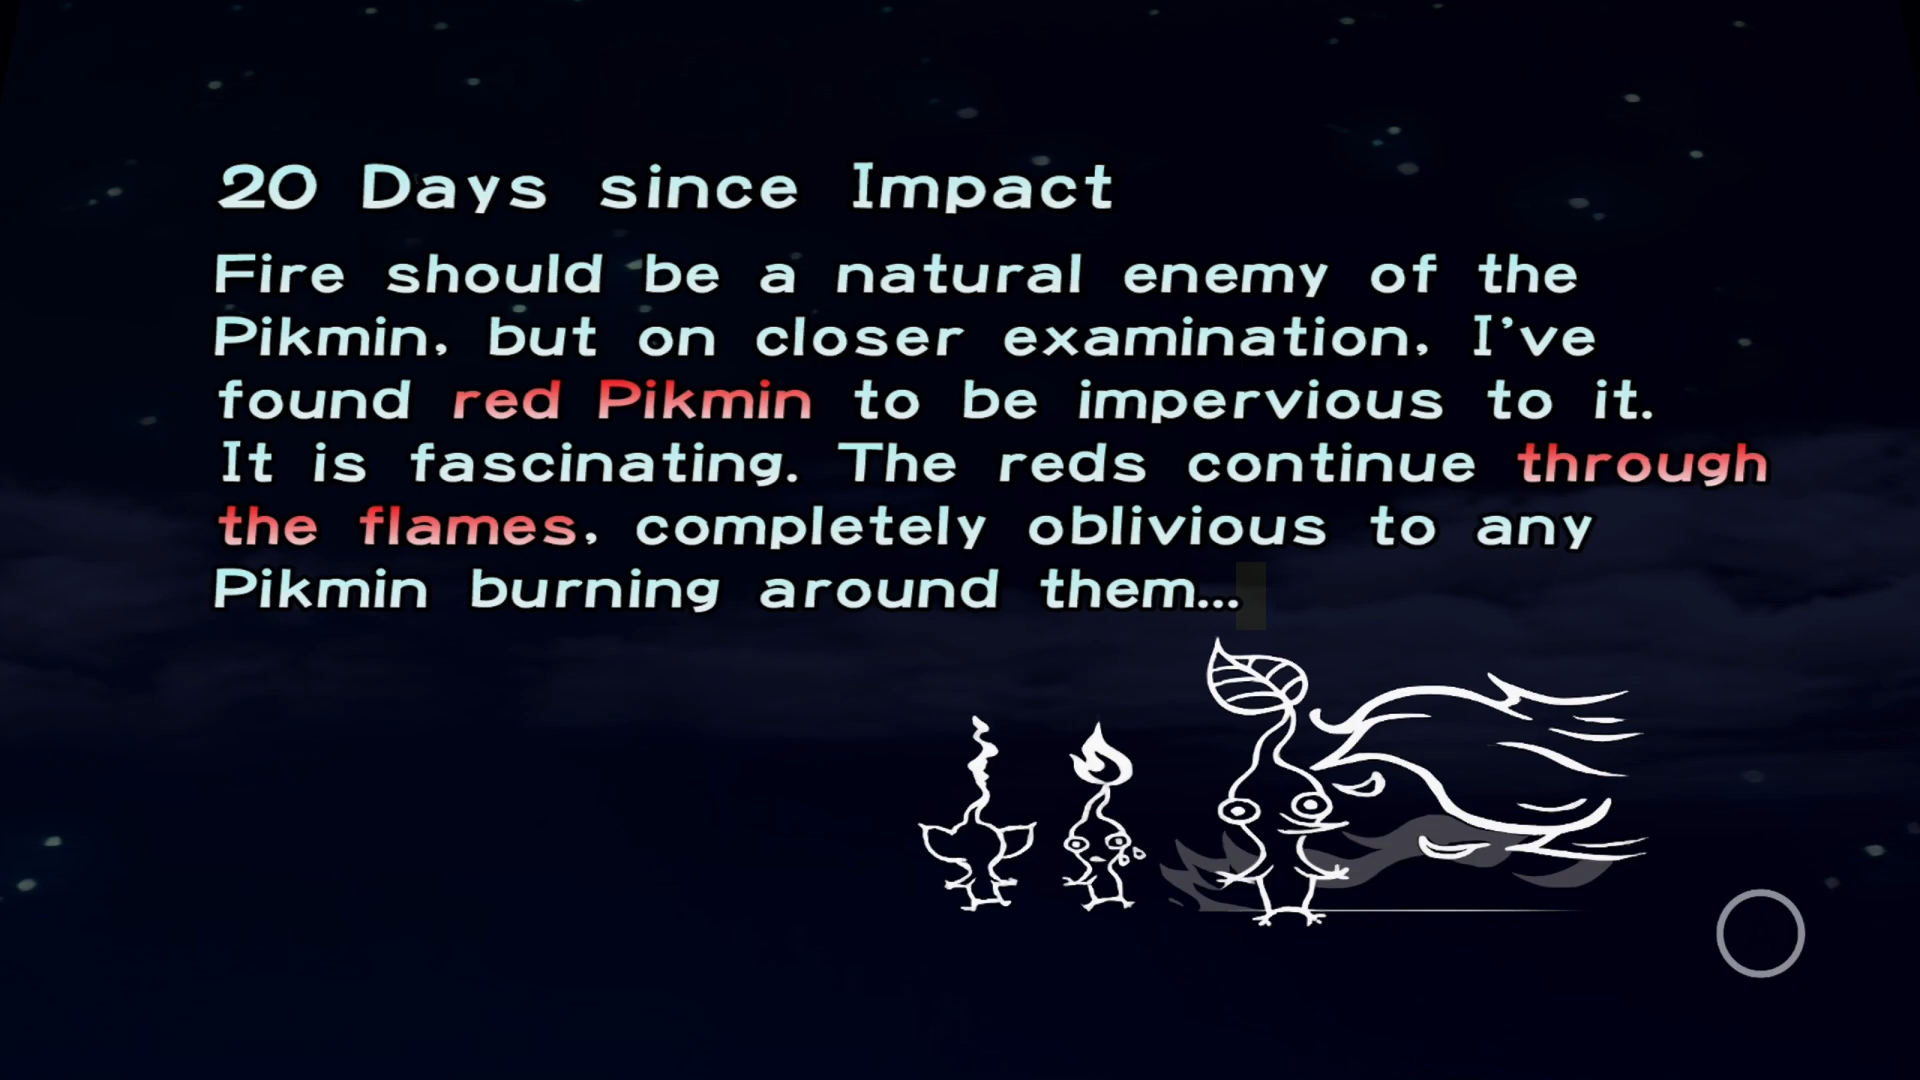 20 Days since Impact
Fire should be a natural enemy of the
Pikmin, but on closer examination, I've
found red Pikmin to be impervious to it.
It is fascinating. The reds continue through
the flames, completely oblivious to any
Pikmin burning around them...